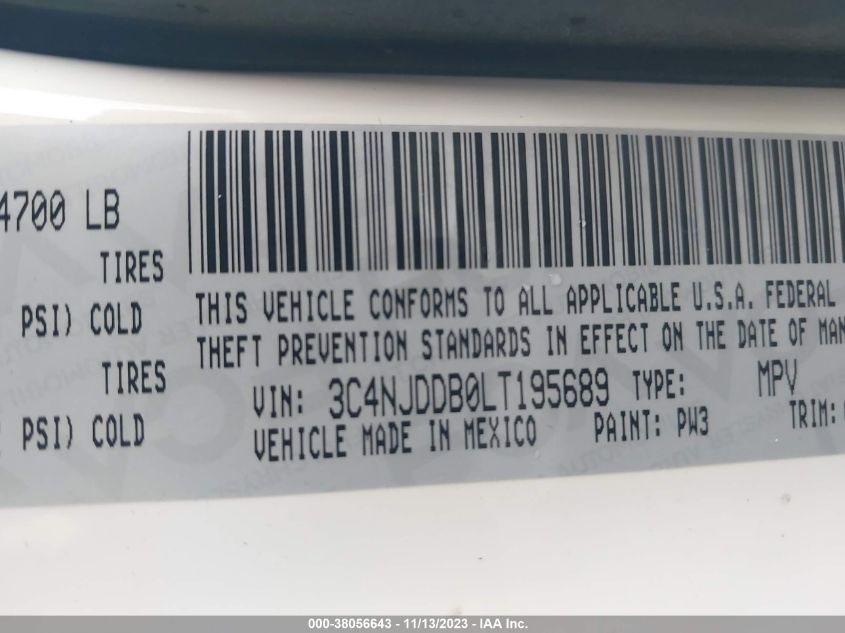 4700 LB
TIRES
PSI) COLD
TIRES
PSI) COLD
THIS VEHICLE CONFORMS TO ALL APPLICABLE U.S.A. FEDERAL
THEFT PREVENTION STANDARDS IN EFFECT ON THE DATE OF MAN
VIN: 3C4NJDDB0LT195689 TYPE: MPV
VEHICLE MADE IN MEXICO PAINT: PW3 TRIM:
000-38056643 - 11/13/2023 - IAA Inc.